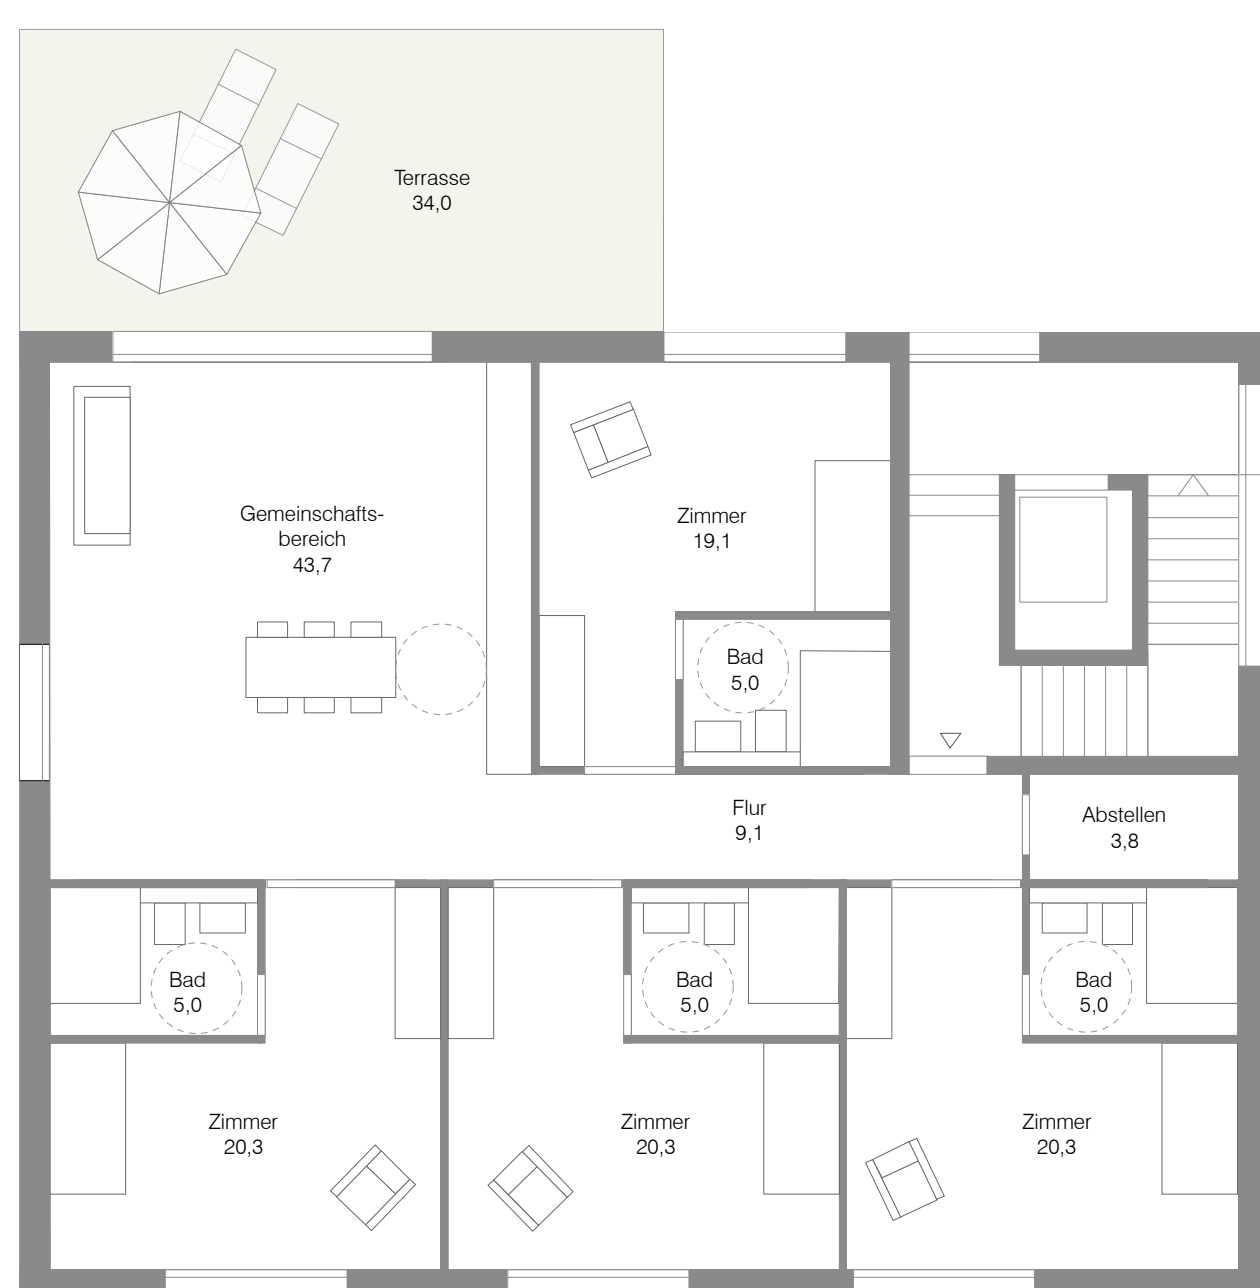 Terrasse
34,0
Gemeinschafts-
bereich
43,7
Zimmer
19,1
Bad
5,0
Flur
9,1
Abstellen
3,8
Bad
5,0
Bad
5,0
Bad
5,0
Zimmer
20,3
Zimmer
20,3
Zimmer
20,3